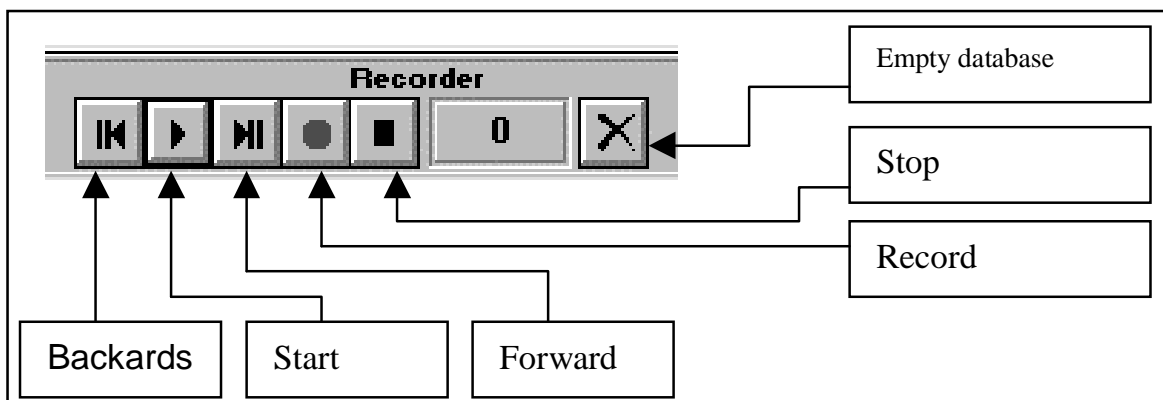 Recorder
0
Empty database
Stop
Record
Backards
Start
Forward